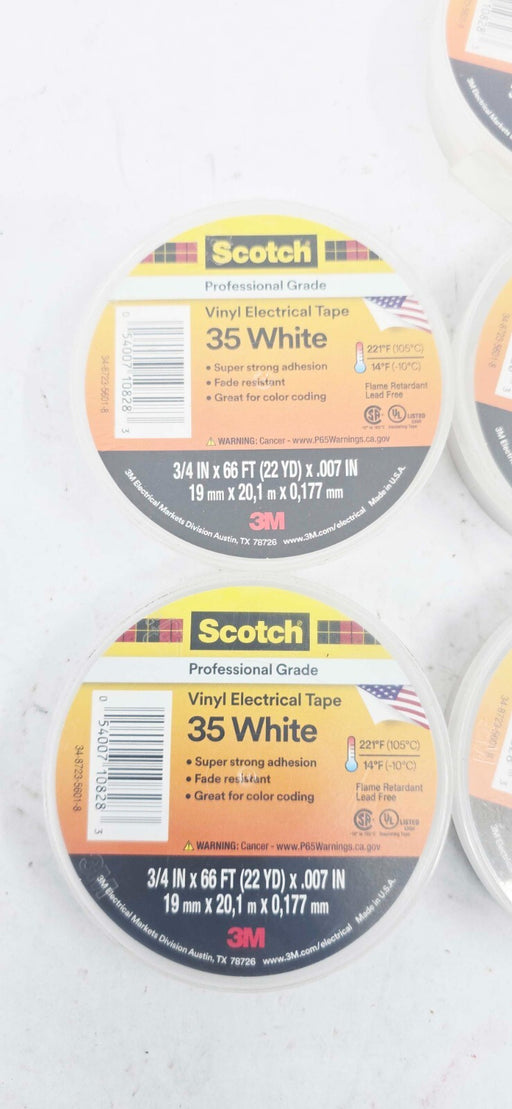 Scotch
Professional Grade
Vinyl Electrical Tape
35 White
• Super strong adhesion
• Fade resistant
• Great for color coding
221°F (105°C)
14°F (-10°C)
Flame Retardant
Lead Free
LISTED
0 54007 10828 3
34-8723-5601-8
⚠ WARNING: Cancer - www.P65Warnings.ca.gov
3/4 IN x 66 FT (22 YD) x .007 IN
19 mm x 20,1 m x 0,177 mm
3M
3M Electrical Markets Division Austin, TX 78726 www.3M.com/electrical Made in U.S.A.
Scotch
Professional Grade
Vinyl Electrical Tape
35 White
• Super strong adhesion
• Fade resistant
• Great for color coding
221°F (105°C)
14°F (-10°C)
Flame Retardant
Lead Free
LISTED
0 54007 10828 3
34-8723-5601-8
⚠ WARNING: Cancer - www.P65Warnings.ca.gov
3/4 IN x 66 FT (22 YD) x .007 IN
19 mm x 20,1 m x 0,177 mm
3M
3M Electrical Markets Division Austin, TX 78726 www.3M.com/electrical Made in U.S.A.